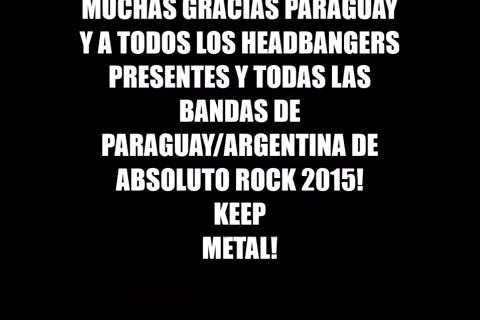 MUCHAS GRACIAS PARAGUAY
Y A TODOS LOS HEADBANGERS
PRESENTES Y TODAS LAS
BANDAS DE
PARAGUAY/ARGENTINA DE
ABSOLUTO ROCK 2015!
KEEP
METAL!